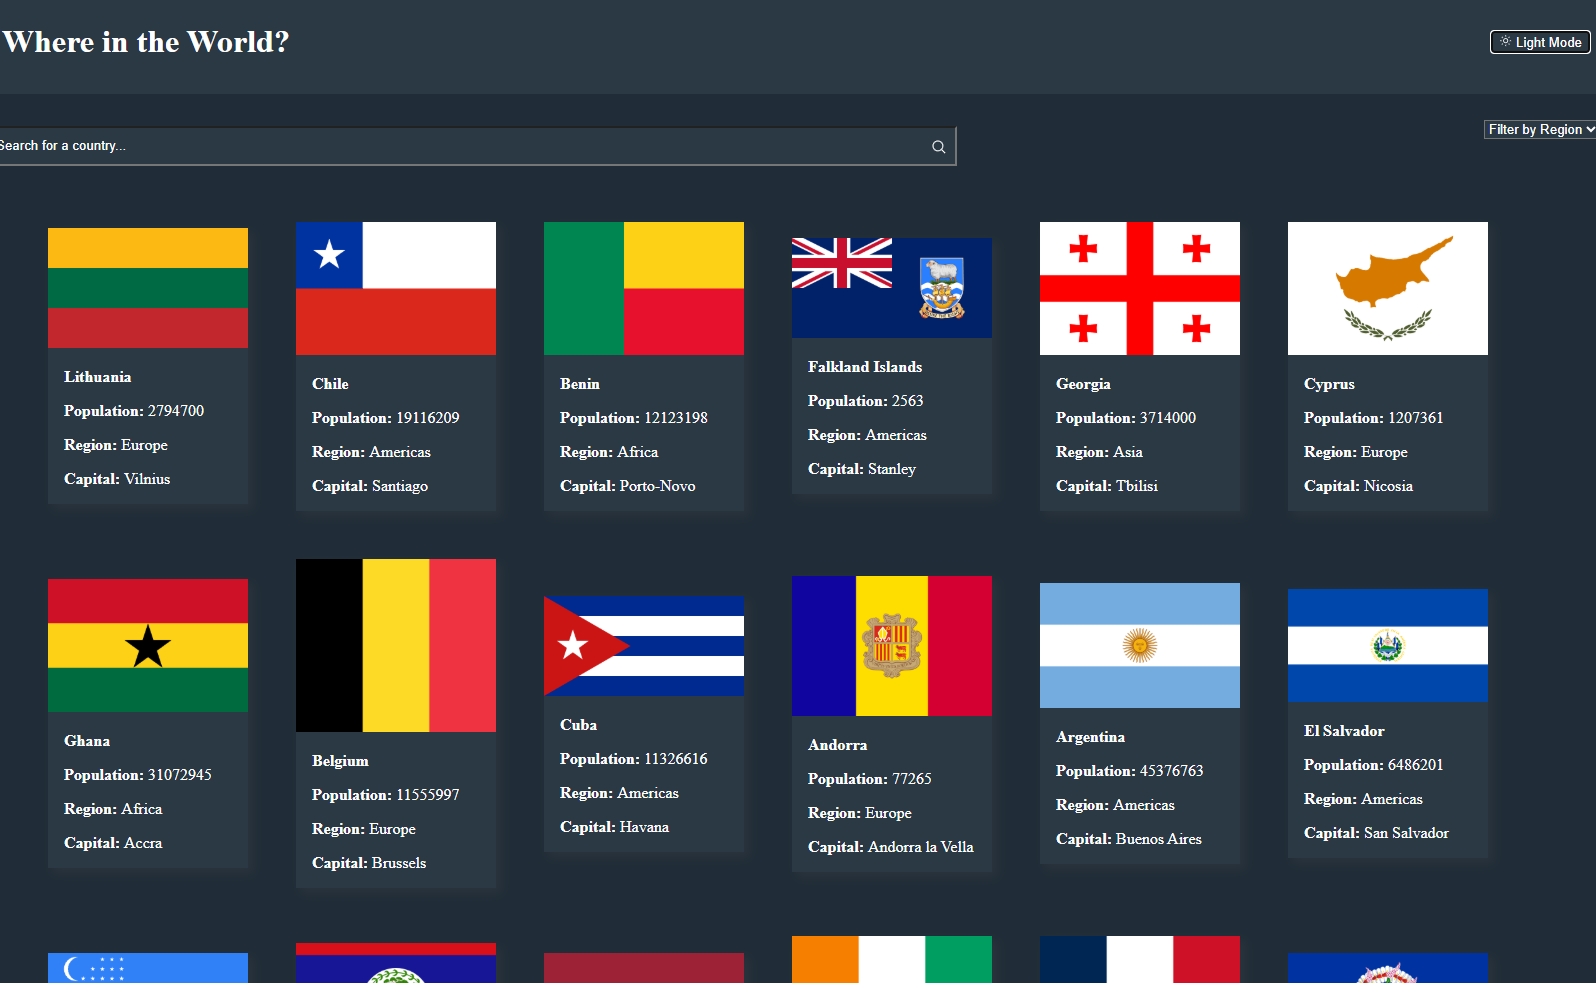 Where in the World?
Light Mode
Search for a country...
Filter by Region
Lithuania
Population: 2794700
Region: Europe
Capital: Vilnius
Chile
Population: 19116209
Region: Americas
Capital: Santiago
Benin
Population: 12123198
Region: Africa
Capital: Porto-Novo
Falkland Islands
Population: 2563
Region: Americas
Capital: Stanley
Georgia
Population: 3714000
Region: Asia
Capital: Tbilisi
Cyprus
Population: 1207361
Region: Europe
Capital: Nicosia
Ghana
Population: 31072945
Region: Africa
Capital: Accra
Belgium
Population: 11555997
Region: Europe
Capital: Brussels
Cuba
Population: 11326616
Region: Americas
Capital: Havana
Andorra
Population: 77265
Region: Europe
Capital: Andorra la Vella
Argentina
Population: 45376763
Region: Americas
Capital: Buenos Aires
El Salvador
Population: 6486201
Region: Americas
Capital: San Salvador